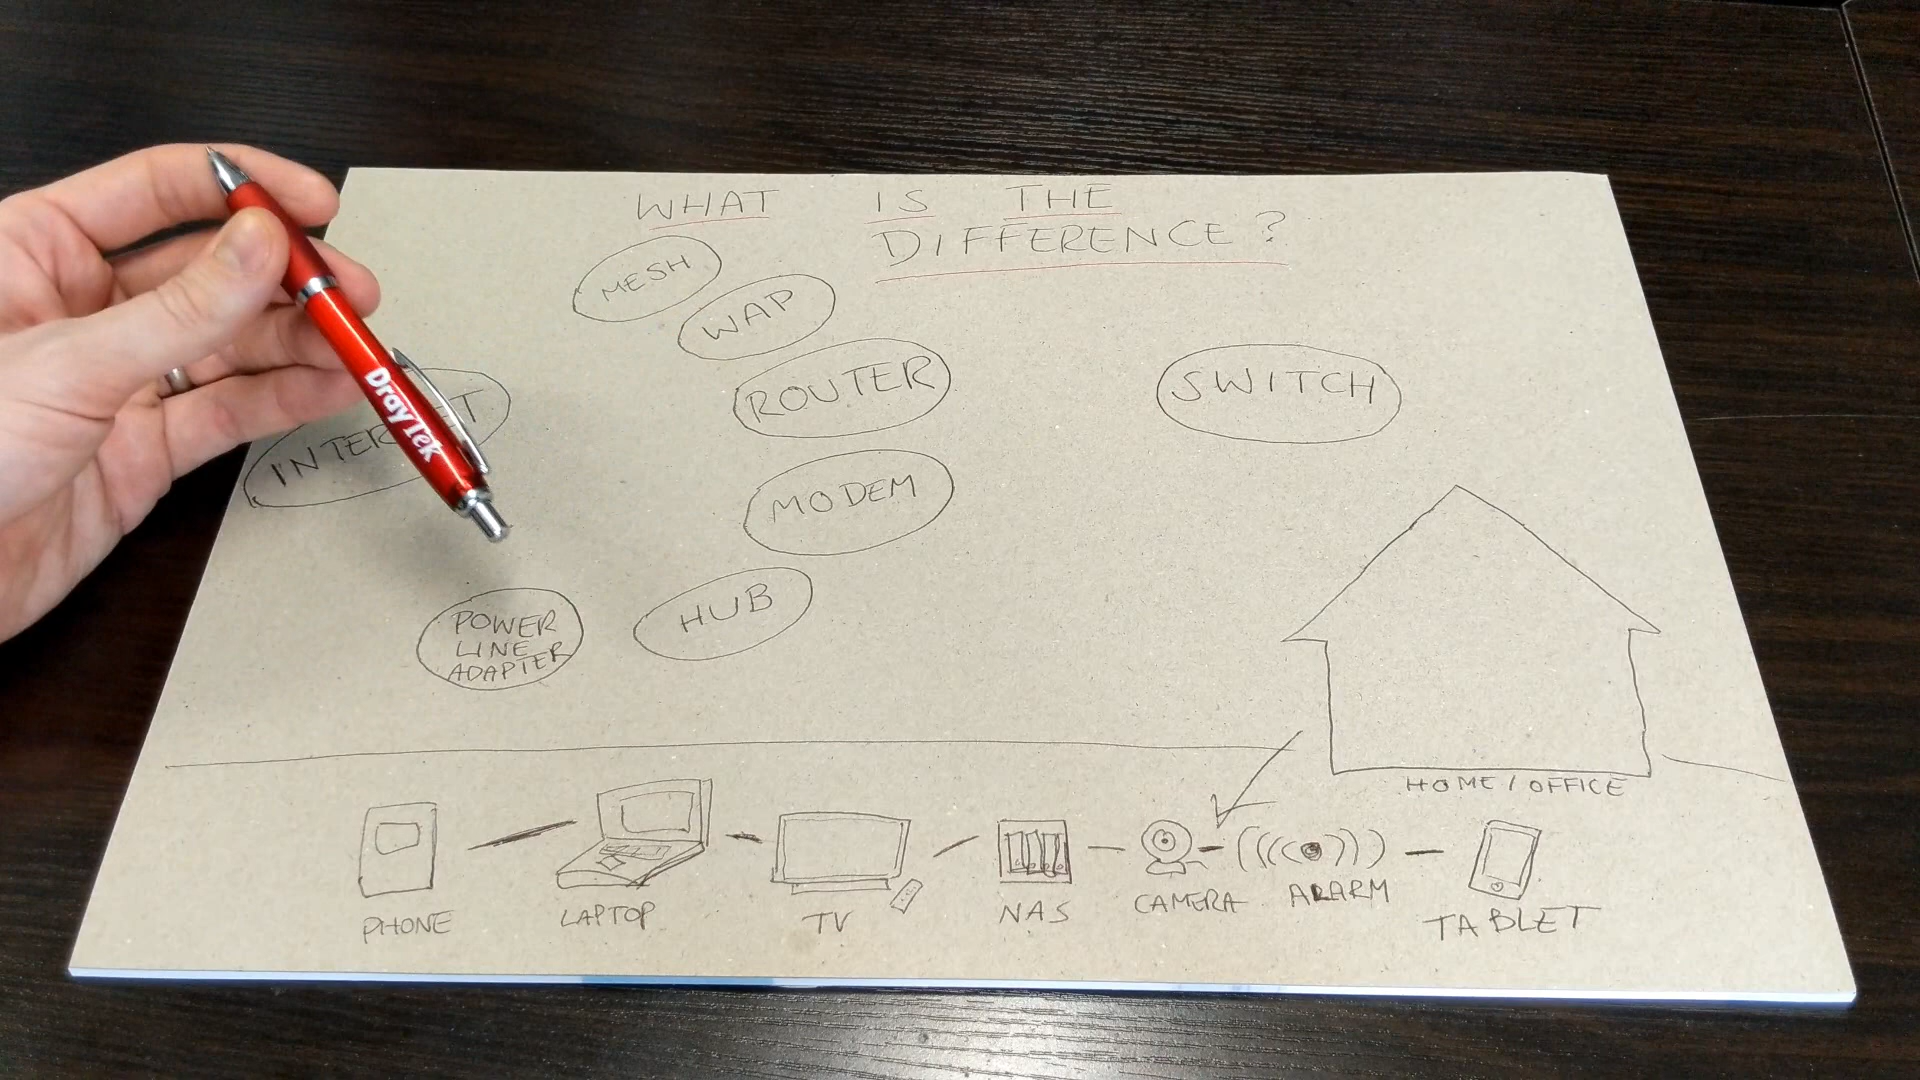 WHAT IS THE
DIFFERENCE?
MESH
WAP
ROUTER
SWITCH
DrayTek
MODEM
HUB
POWER
LINE
ADAPTER
HOME / OFFICE
PHONE
LAPTOP
TV
NAS
CAMERA
ALARM
TABLET